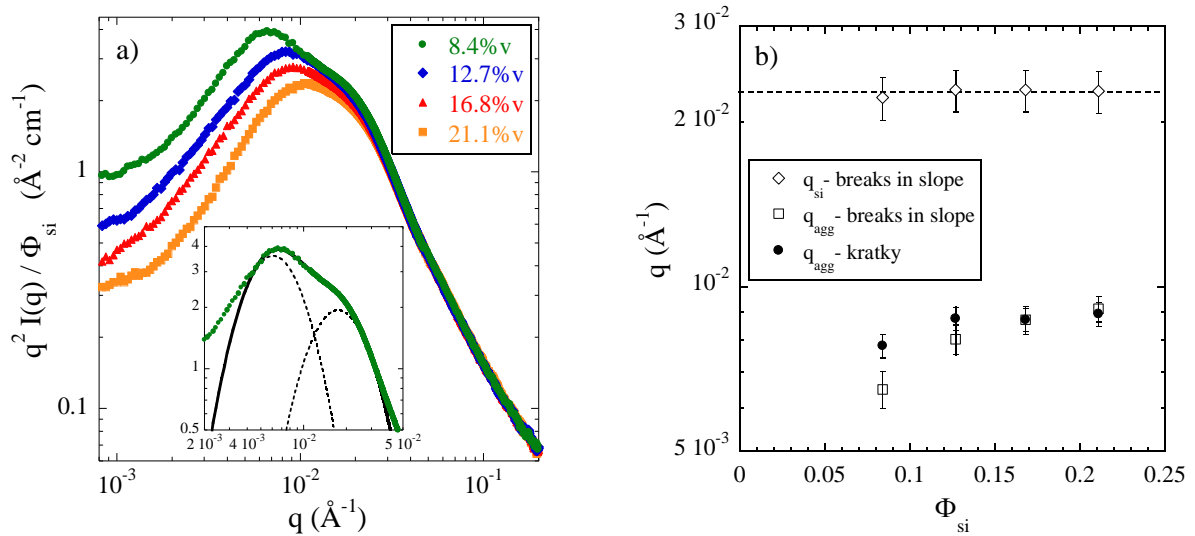 a)
8.4%v
12.7%v
16.8%v
21.1%v
q² I(q) / Φsi (Å⁻² cm⁻¹)
1
0.1
4
3
2
1
0.5
2 10⁻³
4 10⁻³
10⁻²
5 10⁻²
10⁻³
10⁻²
10⁻¹
q (Å⁻¹)
b)
3 10⁻²
2 10⁻²
10⁻²
5 10⁻³
q (Å⁻¹)
qsi- breaks in slope
qagg- breaks in slope
qagg- kratky
0
0.05
0.1
0.15
0.2
0.25
Φsi